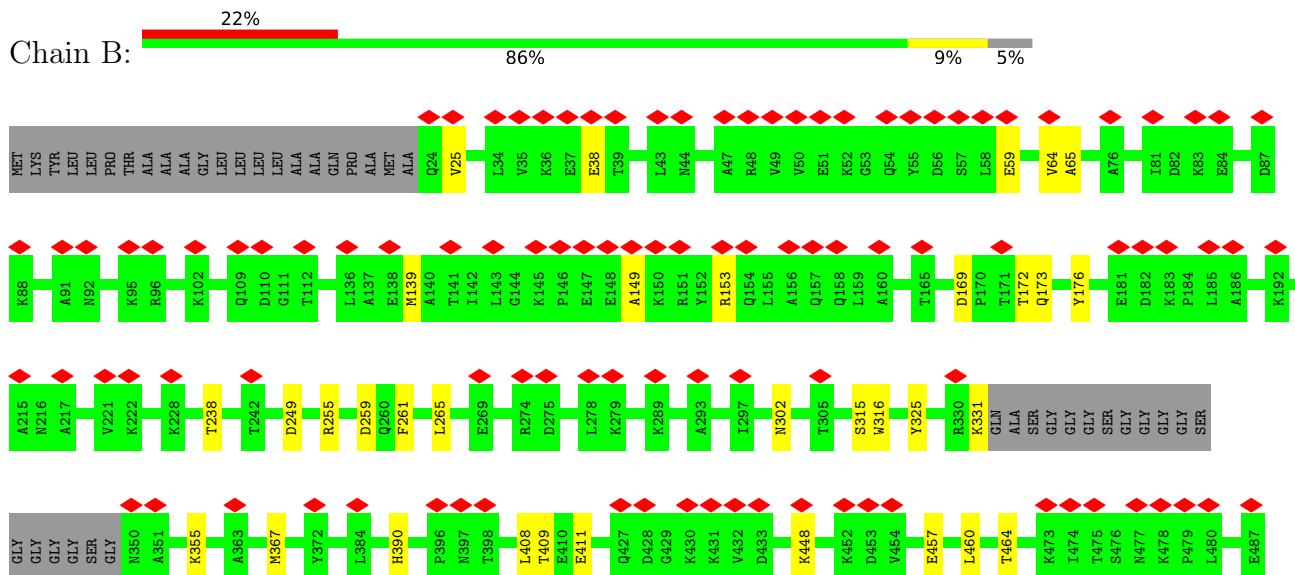 22%
Chain B:
86% 9% 5%
MET LYS TYR LEU LEU PRO THR ALA ALA ALA GLY LEU LEU LEU LEU ALA ALA GLN PRO ALA MET ALA Q24 V25 L34 V35 K36 E37 E38 T39 L43 N44 A47 R48 V49 V50 E51 K52 G53 Q54 Y55 D56 S57 L58 E59 V64 A65 A76 I81 D82 K83 E84 D87
K88 A91 N92 K95 R96 K102 Q109 D110 G111 T112 L136 A137 E138 M139 A140 T141 I142 L143 G144 K145 P146 E147 E148 A149 K150 R151 Y152 R153 Q154 L155 A156 Q157 Q158 L159 A160 T165 D169 P170 T171 T172 Q173 Y176 E181 D182 K183 P184 L185 A186 K192
A215 N216 A217 V221 K222 K228 T238 T242 D249 R255 D259 Q260 F261 L265 E269 R274 D275 L278 K279 K289 A293 I297 N302 T305 S315 W316 Y325 R330 K331 GLN ALA SER GLY GLY GLY SER GLY GLY GLY GLY SER
GLY GLY GLY GLY SER GLY N350 A351 K355 A363 M367 Y372 L384 H390 P396 N397 T398 L408 T409 E410 E411 Q427 D428 G429 K430 K431 V432 D433 K448 K452 D453 V454 E457 L460 T464 K473 I474 T475 S476 N477 K478 P479 L480 E487